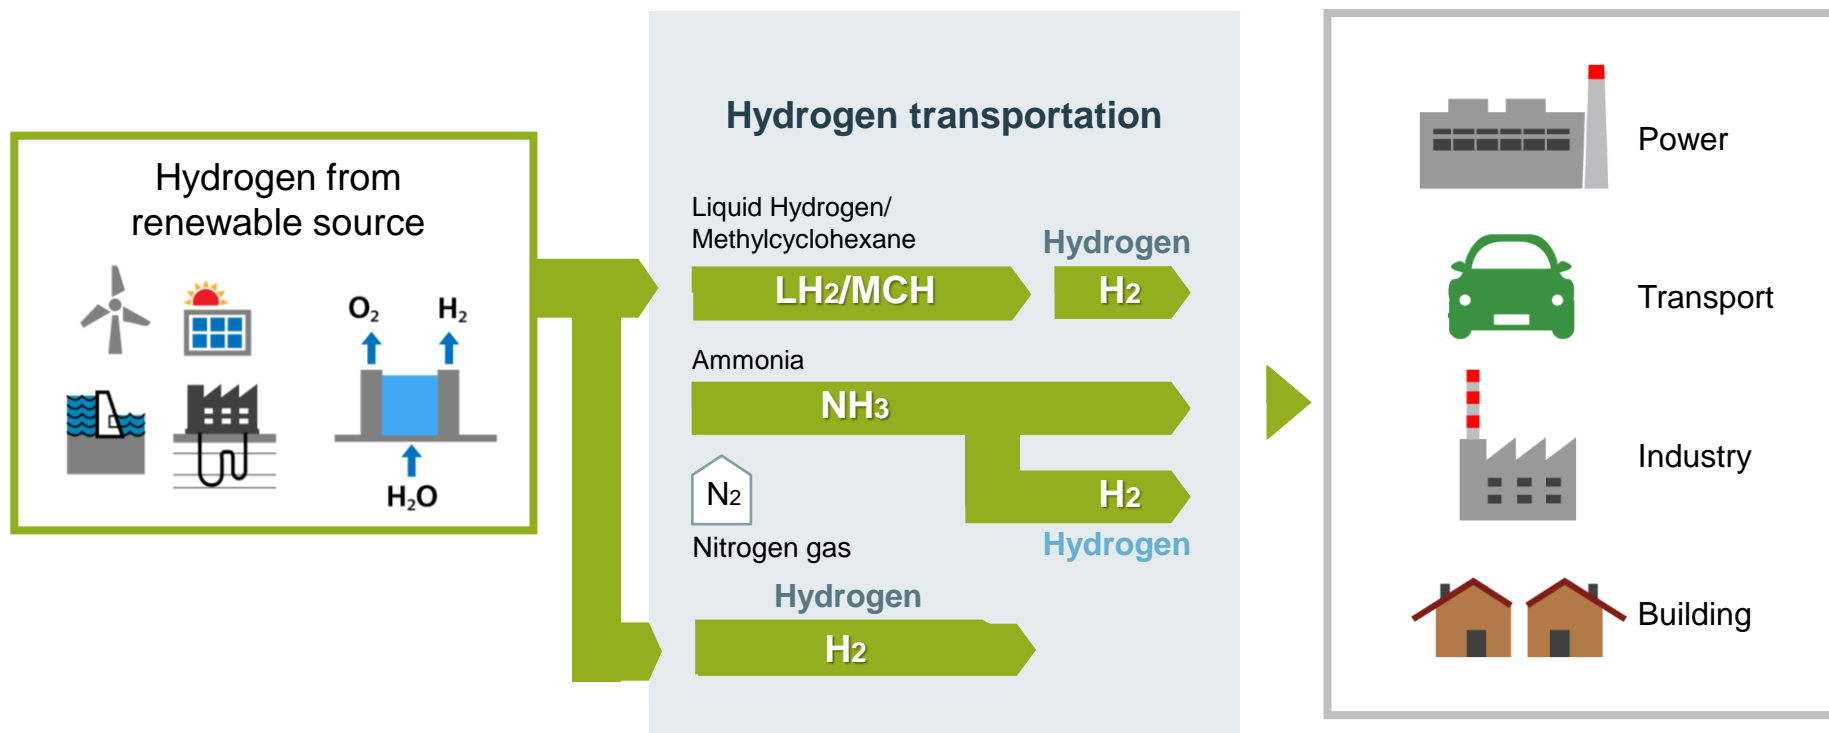 Hydrogen from
renewable source
O₂
H₂
H₂O
Hydrogen transportation
Liquid Hydrogen/
Methylcyclohexane
Hydrogen
LH2/MCH
H2
Ammonia
NH3
N2
H2
Nitrogen gas
Hydrogen
Hydrogen
H2
Power
Transport
Industry
Building